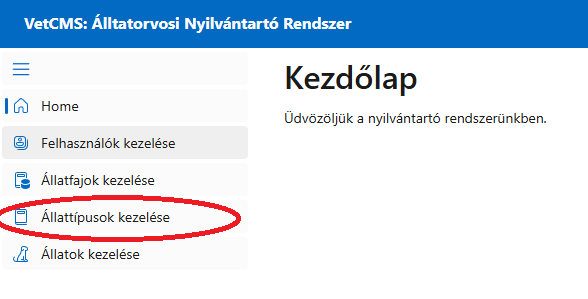 VetCMS: Álltatorvosi Nyilvántartó Rendszer
Kezdőlap
Üdvözöljük a nyilvántartó rendszerünkben.
Home
Felhasználók kezelése
Állatfajok kezelése
Állattípusok kezelése
Állatok kezelése